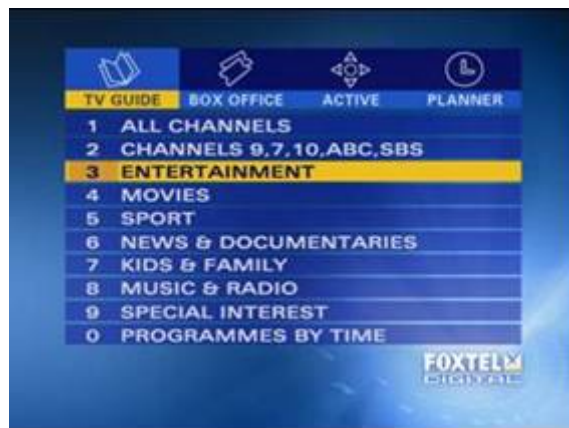 TV GUIDE BOX OFFICE ACTIVE PLANNER
1 ALL CHANNELS
2 CHANNELS 9,7,10,ABC,SBS
3 ENTERTAINMENT
4 MOVIES
5 SPORT
6 NEWS & DOCUMENTARIES
7 KIDS & FAMILY
8 MUSIC & RADIO
9 SPECIAL INTEREST
0 PROGRAMMES BY TIME
FOXTEL
DIGITAL